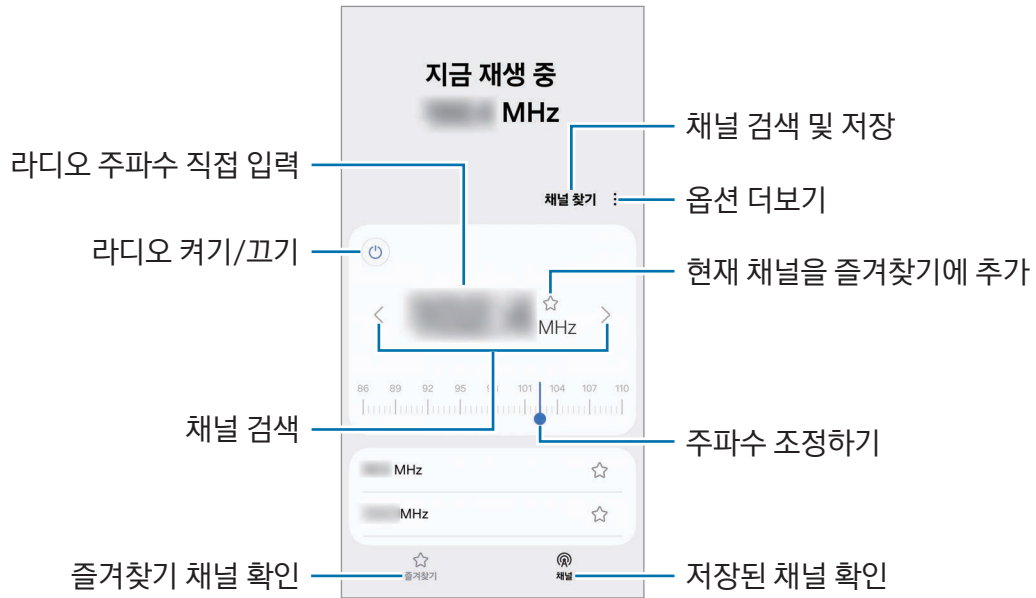 지금 재생 중
MHz
채널 검색 및 저장
라디오 주파수 직접 입력
채널 찾기
옵션 더보기
라디오 켜기/끄기
현재 채널을 즐겨찾기에 추가
MHz
86 89 92 95 101 104 107 110
채널 검색
주파수 조정하기
MHz
MHz
즐겨찾기 채널 확인
즐겨찾기
채널
저장된 채널 확인